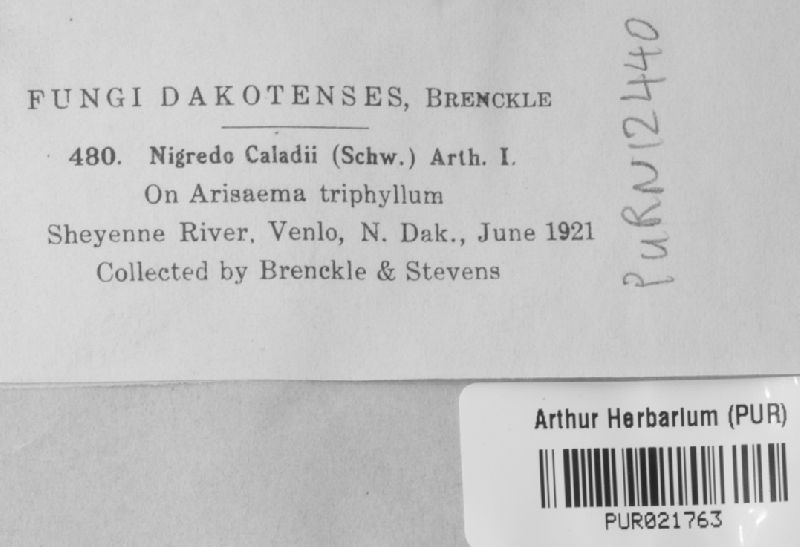 FUNGI DAKOTENSES, BRENCKLE
480. Nigredo Caladii (Schw.) Arth. I.
On Arisaema triphyllum
Sheyenne River, Venlo, N. Dak., June 1921
Collected by Brenckle & Stevens
PURN12440
Arthur Herbarium (PUR)
PUR021763